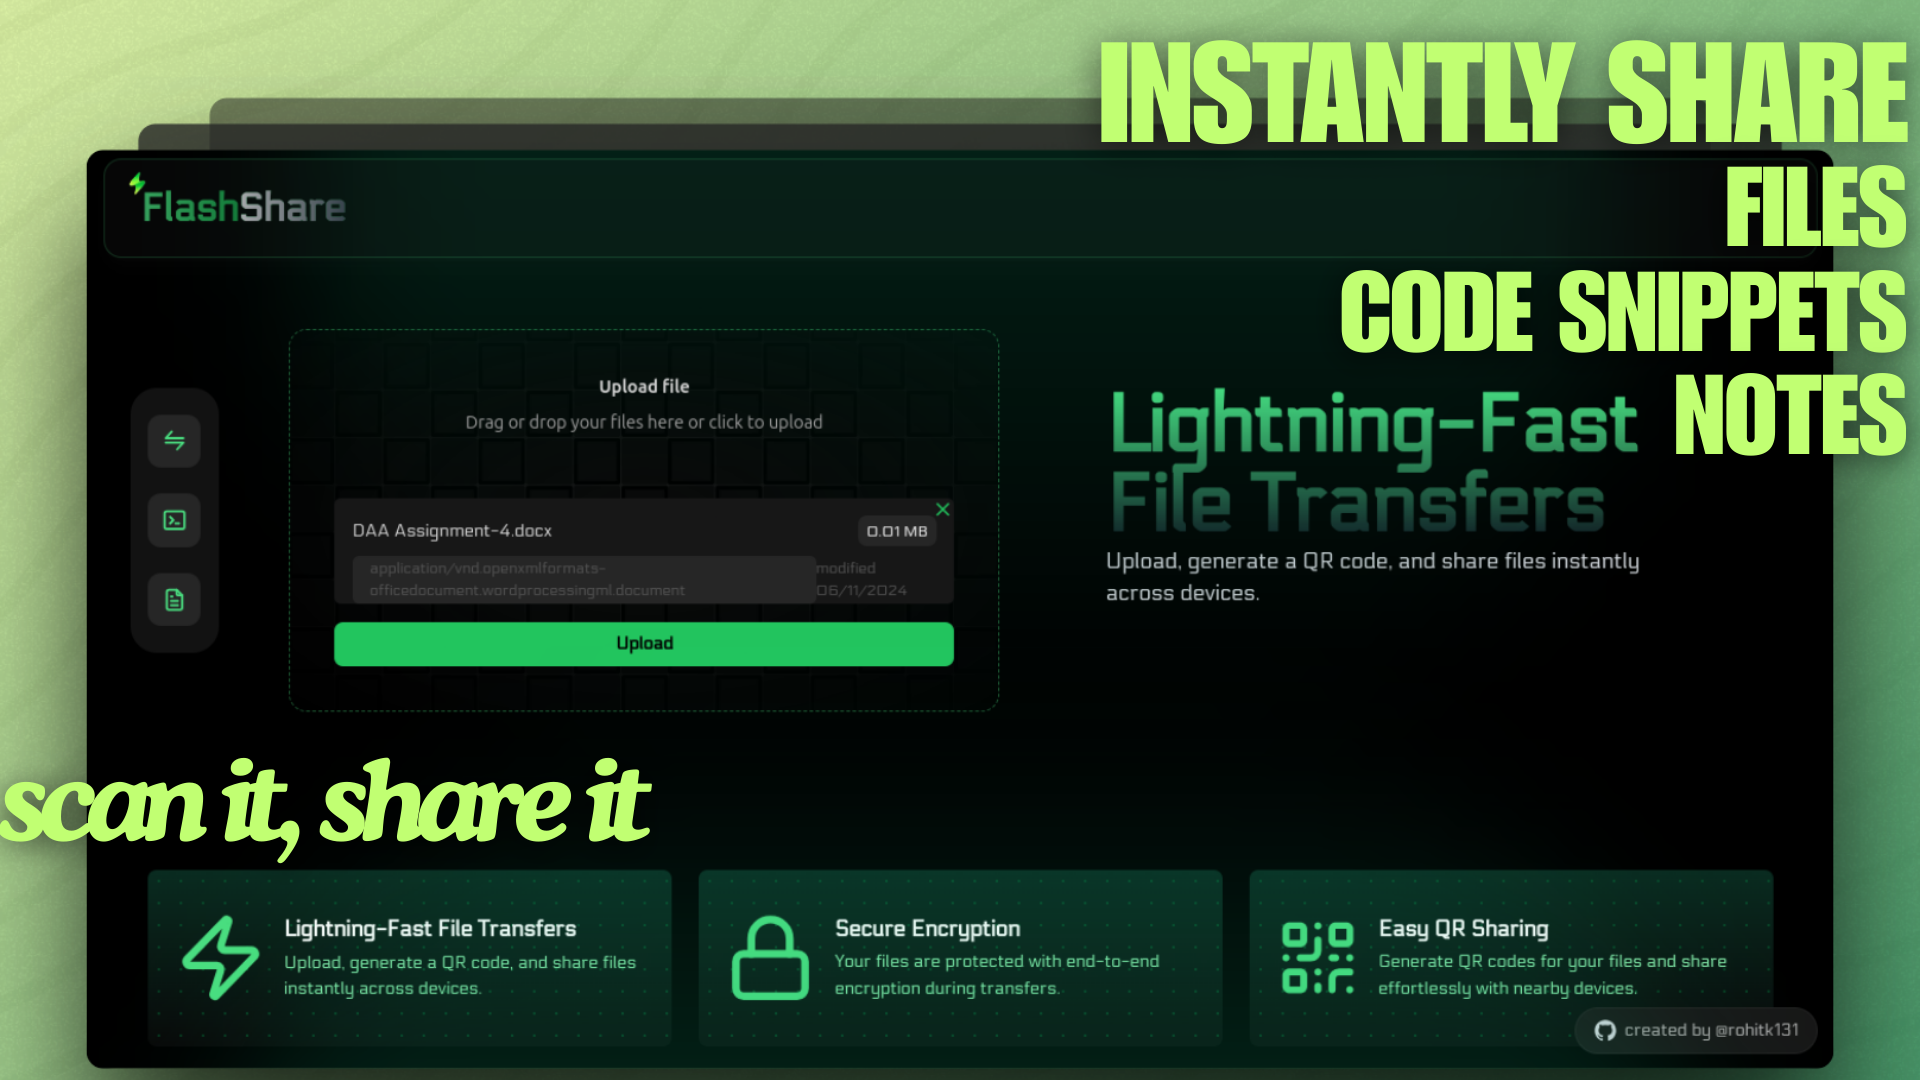 INSTANTLY SHARE
FILES
CODE SNIPPETS
NOTES
FlashShare
Upload file
Drag or drop your files here or click to upload
DAA Assignment-4.docx
0.01 MB
application/vnd.openxmlformats-
officedocument.wordprocessingml.document
modified
06/11/2024
Upload
Lightning-Fast
File Transfers
Upload, generate a QR code, and share files instantly
across devices.
scan it, share it
Lightning-Fast File Transfers
Upload, generate a QR code, and share files
instantly across devices.
Secure Encryption
Your files are protected with end-to-end
encryption during transfers.
Easy QR Sharing
Generate QR codes for your files and share
effortlessly with nearby devices.
created by @rohitk131